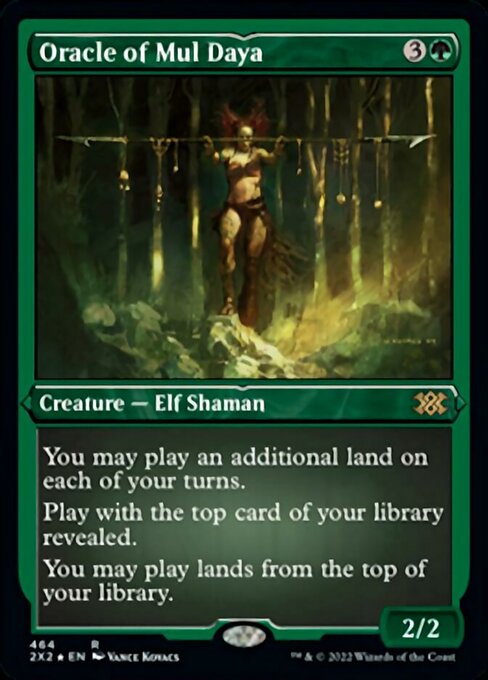 Oracle of Mul Daya 3
Creature — Elf Shaman
You may play an additional land on
each of your turns.
Play with the top card of your library
revealed.
You may play lands from the top of
your library.
2/2
464 R
2X2 ★ EN Vance Kovacs
™ & © 2022 Wizards of the Coast